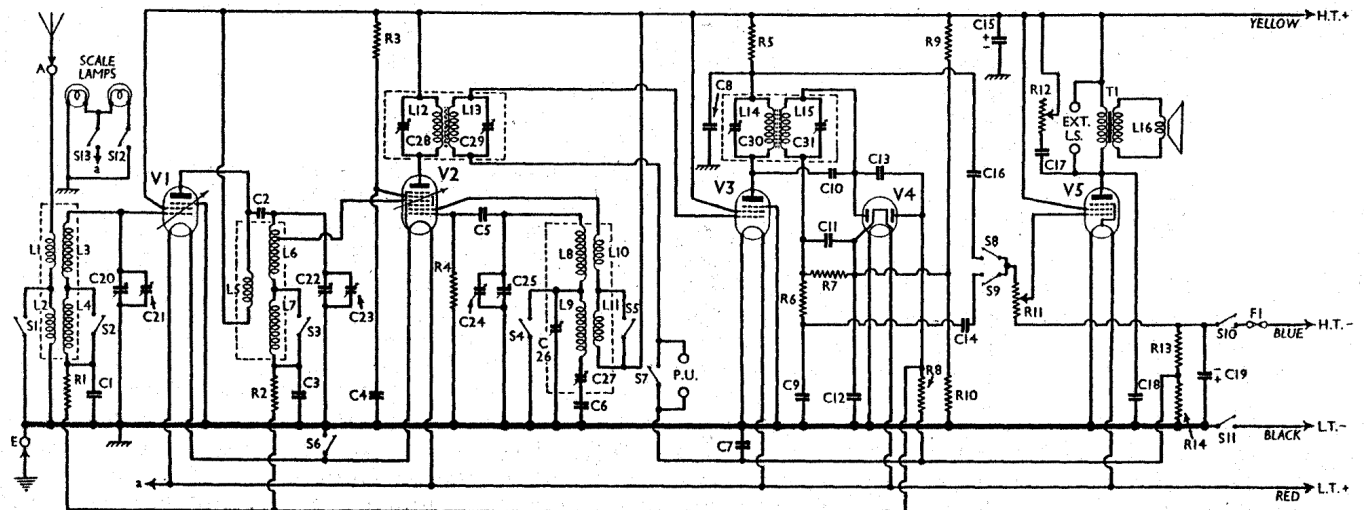 R3
R5
R9
C15
+
-
YELLOW
H.T.+
A
SCALE LAMPS
S13
S12
a
V1
C2
L12
L13
C28
C29
V2
C8
L14
L15
C30
C31
C10
C13
V3
V4
C16
R12
C17
EXT. L.S.
T1
L16
V5
L1
L3
C20
C21
L5
L6
C22
C23
R4
C5
L8
L10
C11
R7
S8
S9
R11
L2
L4
S1
S2
L7
S3
C24
C25
L9
L11
S4
S5
C26
C27
S7
P.U.
R6
C14
S10
F1
BLUE
H.T.-
R1
C1
R2
C3
C4
C6
C9
C12
R8
R10
C18
R13
C19
-
+
E
S6
C7
R14
S11
BLACK
L.T.-
a
RED
L.T.+